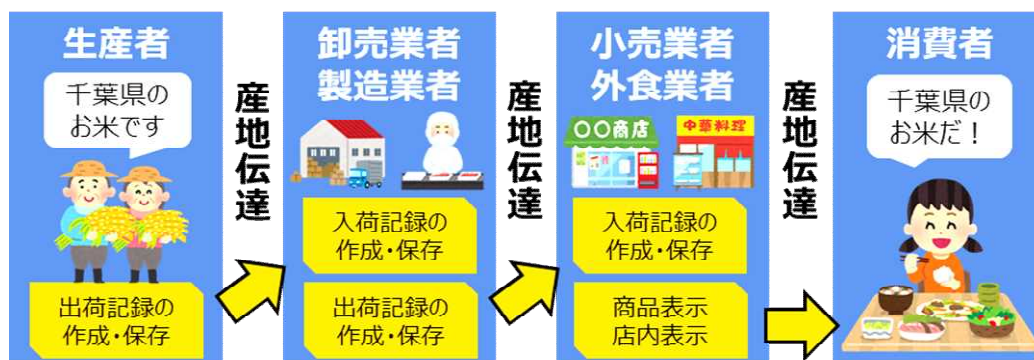 生産者
千葉県の
お米です
出荷記録の
作成・保存
産地伝達
卸売業者
製造業者
入荷記録の
作成・保存
出荷記録の
作成・保存
産地伝達
小売業者
外食業者
〇〇商店
中華料理
入荷記録の
作成・保存
商品表示
店内表示
産地伝達
消費者
千葉県の
お米だ！